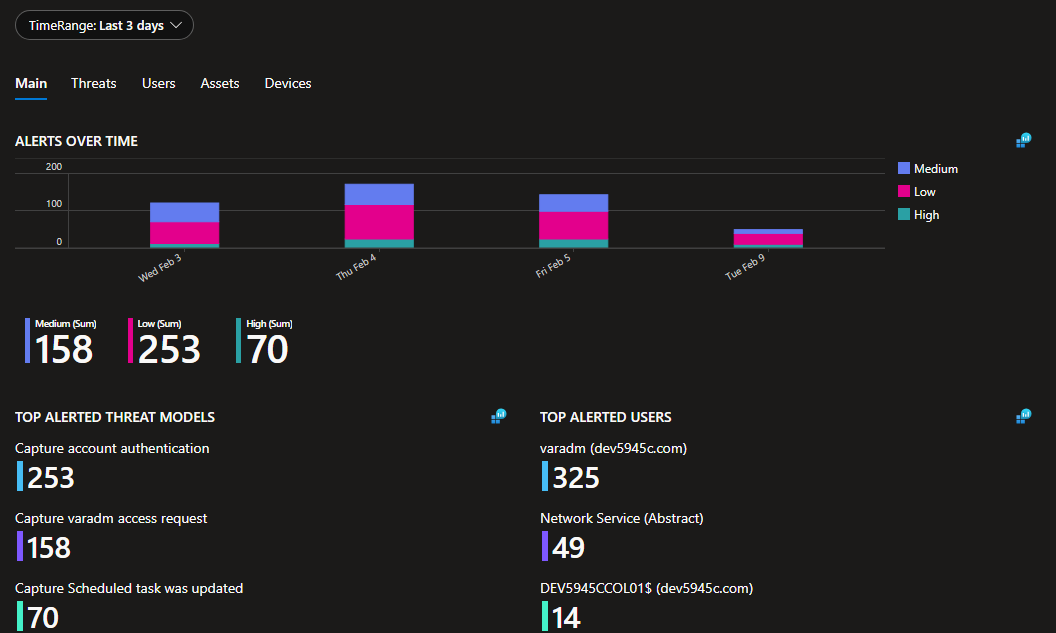 TimeRange: Last 3 days
Main Threats Users Assets Devices
ALERTS OVER TIME
200
100
0
Wed Feb 3
Thu Feb 4
Fri Feb 5
Tue Feb 9
Medium
Low
High
Medium (Sum)
158
Low (Sum)
253
High (Sum)
70
TOP ALERTED THREAT MODELS
Capture account authentication
253
Capture varadm access request
158
Capture Scheduled task was updated
70
TOP ALERTED USERS
varadm (dev5945c.com)
325
Network Service (Abstract)
49
DEV5945CCOL01$ (dev5945c.com)
14